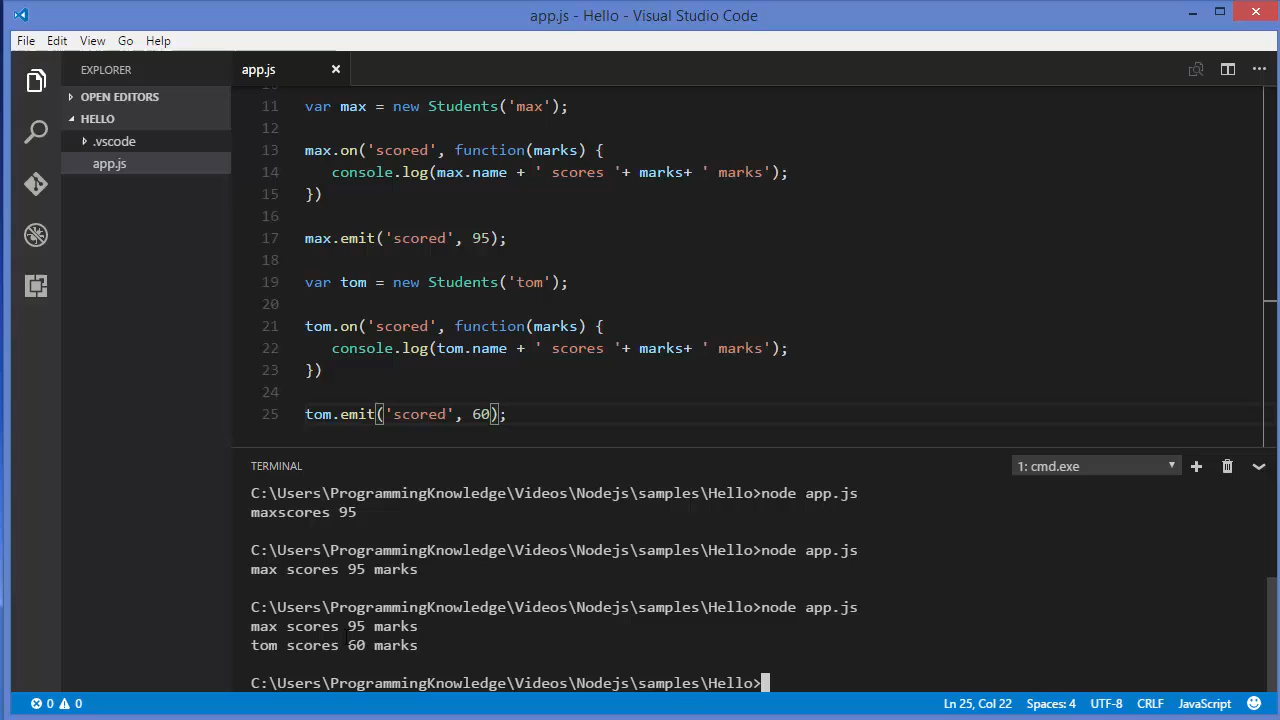 app.js - Hello - Visual Studio Code
File Edit View Go Help
EXPLORER
OPEN EDITORS
HELLO
.vscode
app.js
app.js
11 var max = new Students('max');
12
13 max.on('scored', function(marks) {
14 console.log(max.name + ' scores '+ marks+ ' marks');
15 })
16
17 max.emit('scored', 95);
18
19 var tom = new Students('tom');
20
21 tom.on('scored', function(marks) {
22 console.log(tom.name + ' scores '+ marks+ ' marks');
23 })
24
25 tom.emit('scored', 60);
TERMINAL
1: cmd.exe
C:\Users\ProgrammingKnowledge\Videos\Nodejs\samples\Hello>node app.js
maxscores 95
C:\Users\ProgrammingKnowledge\Videos\Nodejs\samples\Hello>node app.js
max scores 95 marks
C:\Users\ProgrammingKnowledge\Videos\Nodejs\samples\Hello>node app.js
max scores 95 marks
tom scores 60 marks
C:\Users\ProgrammingKnowledge\Videos\Nodejs\samples\Hello>
0 0 Ln 25, Col 22 Spaces: 4 UTF-8 CRLF JavaScript